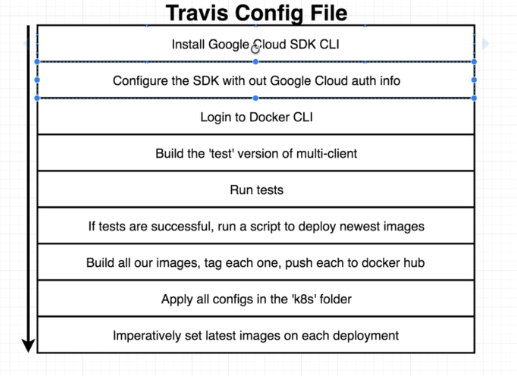 Travis Config File
Install Google Cloud SDK CLI
Configure the SDK with out Google Cloud auth info
Login to Docker CLI
Build the 'test' version of multi-client
Run tests
If tests are successful, run a script to deploy newest images
Build all our images, tag each one, push each to docker hub
Apply all configs in the 'k8s' folder
Imperatively set latest images on each deployment